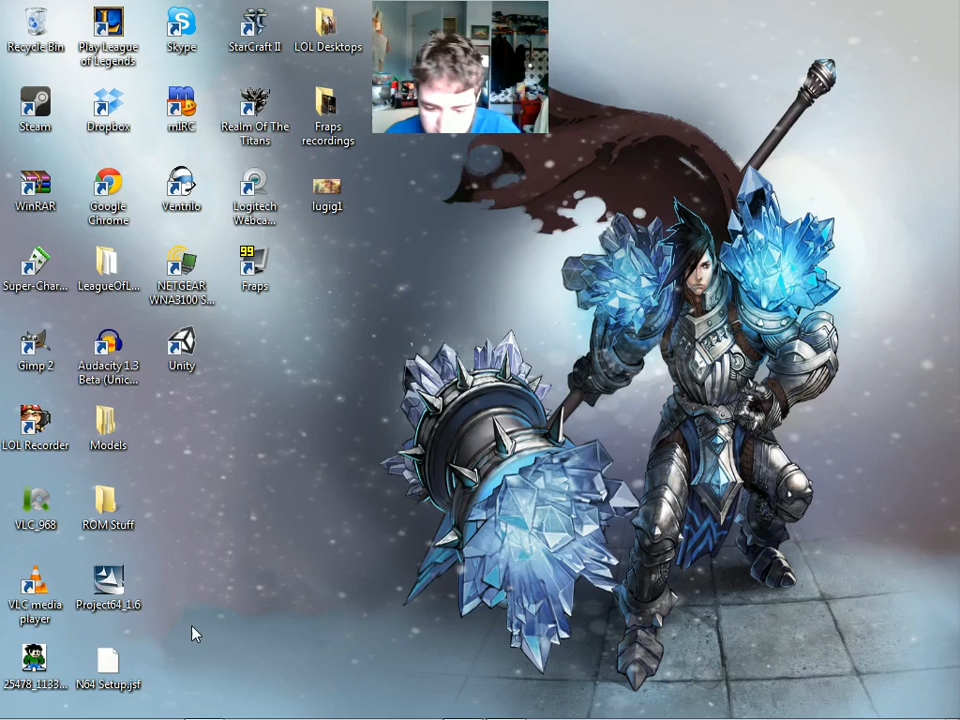 Recycle Bin
Play League
of Legends
Skype
StarCraft II
LOL Desktops
Steam
Dropbox
mIRC
Realm Of The
Titans
Fraps
recordings
WinRAR
Google
Chrome
Ventrilo
Logitech
Webca...
lugig1
Super-Char...
LeagueOfL...
NETGEAR
WNA3100 S...
99
Fraps
Gimp 2
Audacity 1.3
Beta (Unic...
Unity
LOL Recorder
Models
VLC_968
ROM Stuff
VLC media
player
Project64_1.6
25478_1133...
N64 Setup.jsf